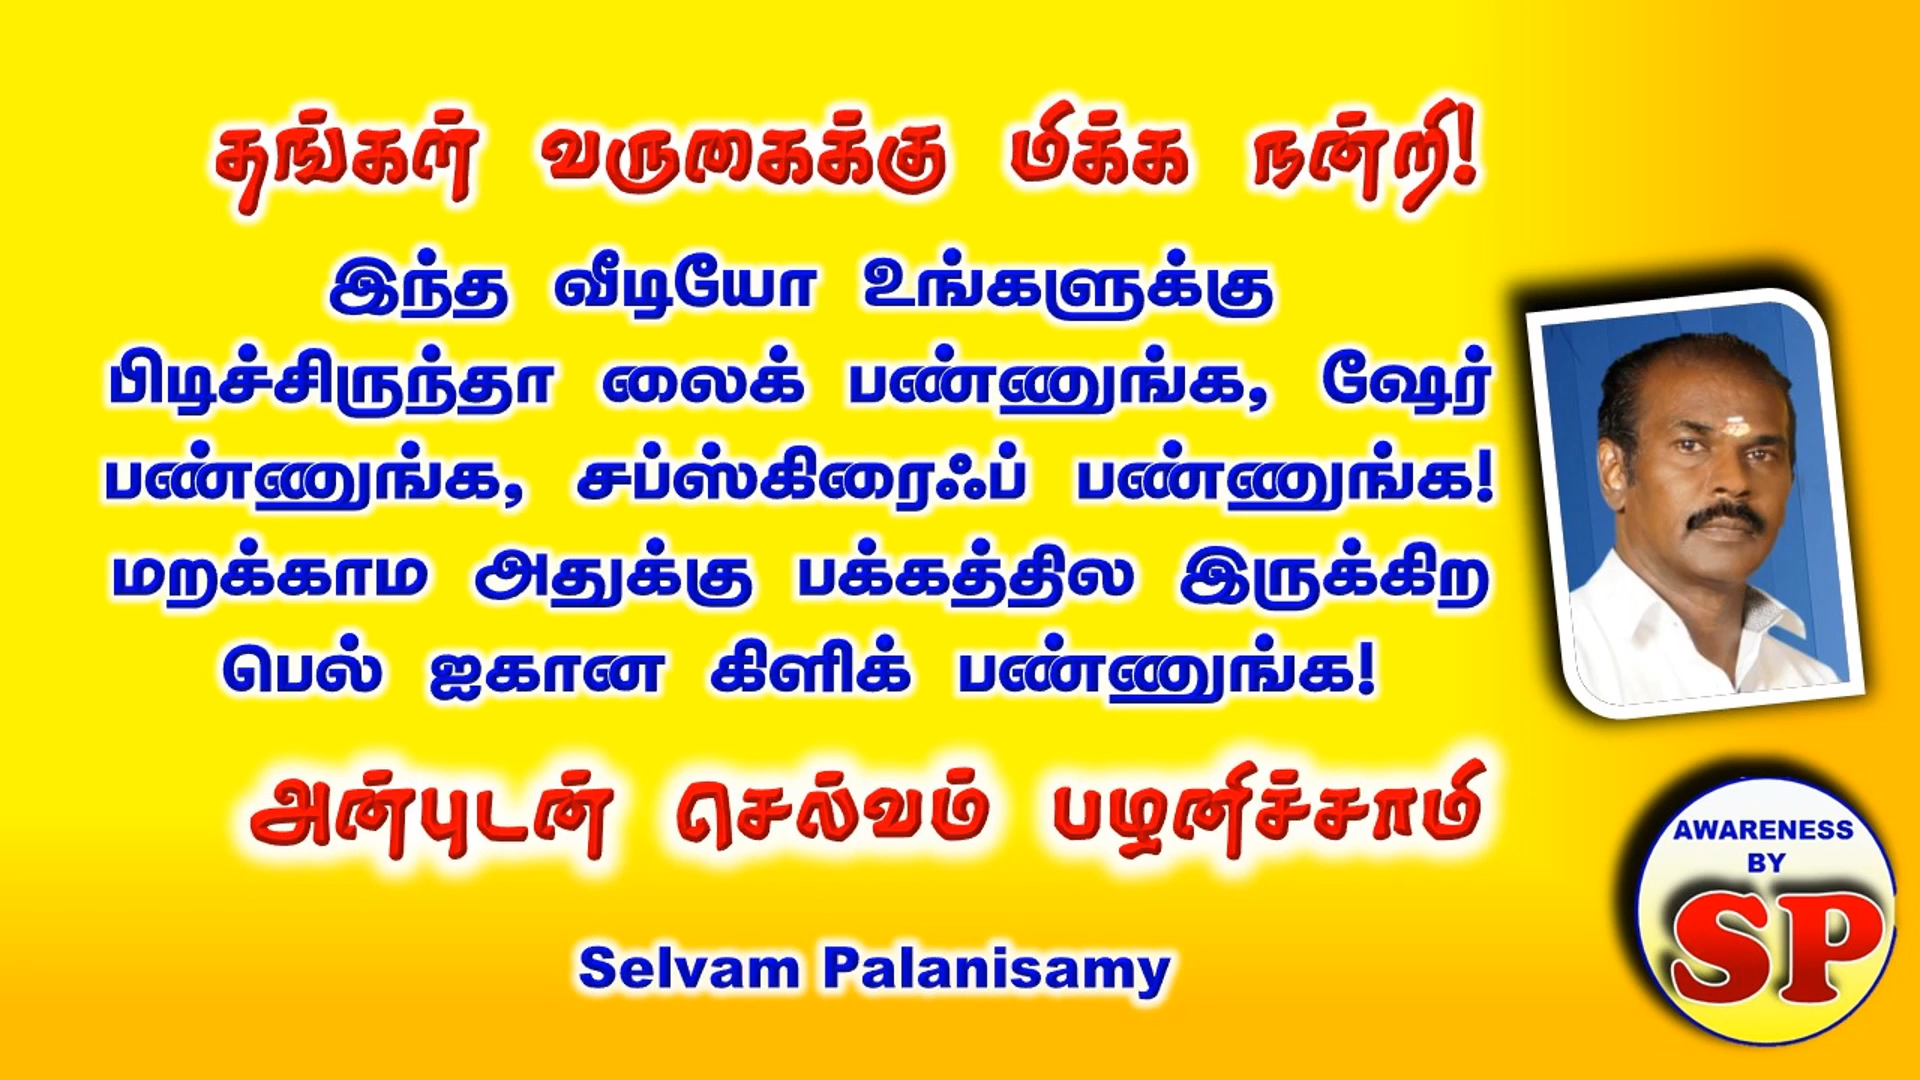 தங்கள் வருகைக்கு மிக்க நன்றி!
இந்த வீடியோ உங்களுக்கு
பிடிச்சிருந்தா லைக் பண்ணுங்க, ஷேர்
பண்ணுங்க, சப்ஸ்கிரைஃப் பண்ணுங்க!
மறக்காம அதுக்கு பக்கத்தில இருக்கிற
பெல் ஐகான கிளிக் பண்ணுங்க!
அன்புடன் செல்வம் பழனிச்சாமி
Selvam Palanisamy
AWARENESS
BY
SP